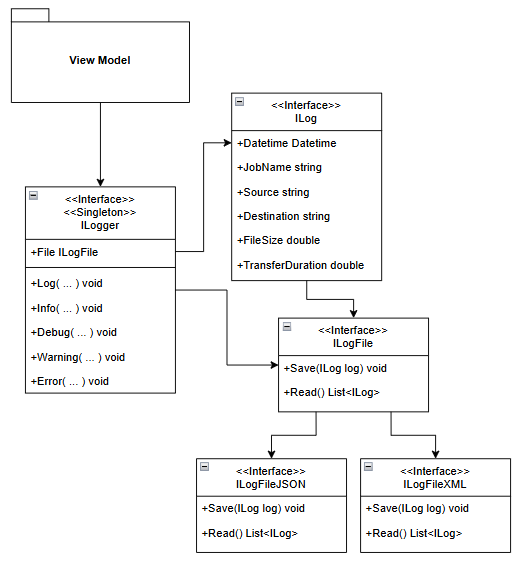 View Model
<<Interface>>
ILog
+Datetime Datetime
+JobName string
+Source string
+Destination string
+FileSize double
+TransferDuration double
<<Interface>>
<<Singleton>>
ILogger
+File ILogFile
+Log( ... ) void
+Info( ... ) void
+Debug( ... ) void
+Warning( ... ) void
+Error( ... ) void
<<Interface>>
ILogFile
+Save(ILog log) void
+Read() List<ILog>
<<Interface>>
ILogFileJSON
+Save(ILog log) void
+Read() List<ILog>
<<Interface>>
ILogFileXML
+Save(ILog log) void
+Read() List<ILog>